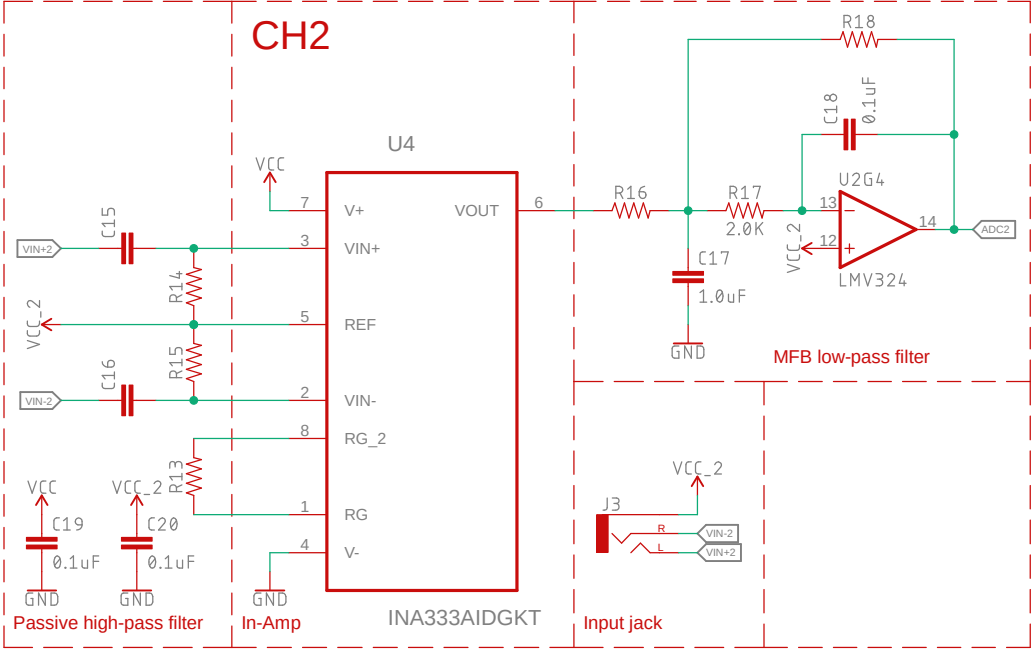 CH2
R18
C18
0.1uF
U4
VCC
U2G4
7
V+
VOUT
6
R16
R17
2.0K
13
14
ADC2
12
VCC_2
LMV324
C15
VIN+2
3
VIN+
R14
C17
1.0uF
VCC_2
5
REF
GND
MFB low-pass filter
R15
C16
VIN-2
2
VIN-
8
RG_2
R13
VCC
VCC_2
VCC_2
J3
1
RG
C19
0.1uF
C20
0.1uF
R
VIN-2
L
VIN+2
4
V-
GND
GND
GND
INA333AIDGKT
Passive high-pass filter
In-Amp
Input jack